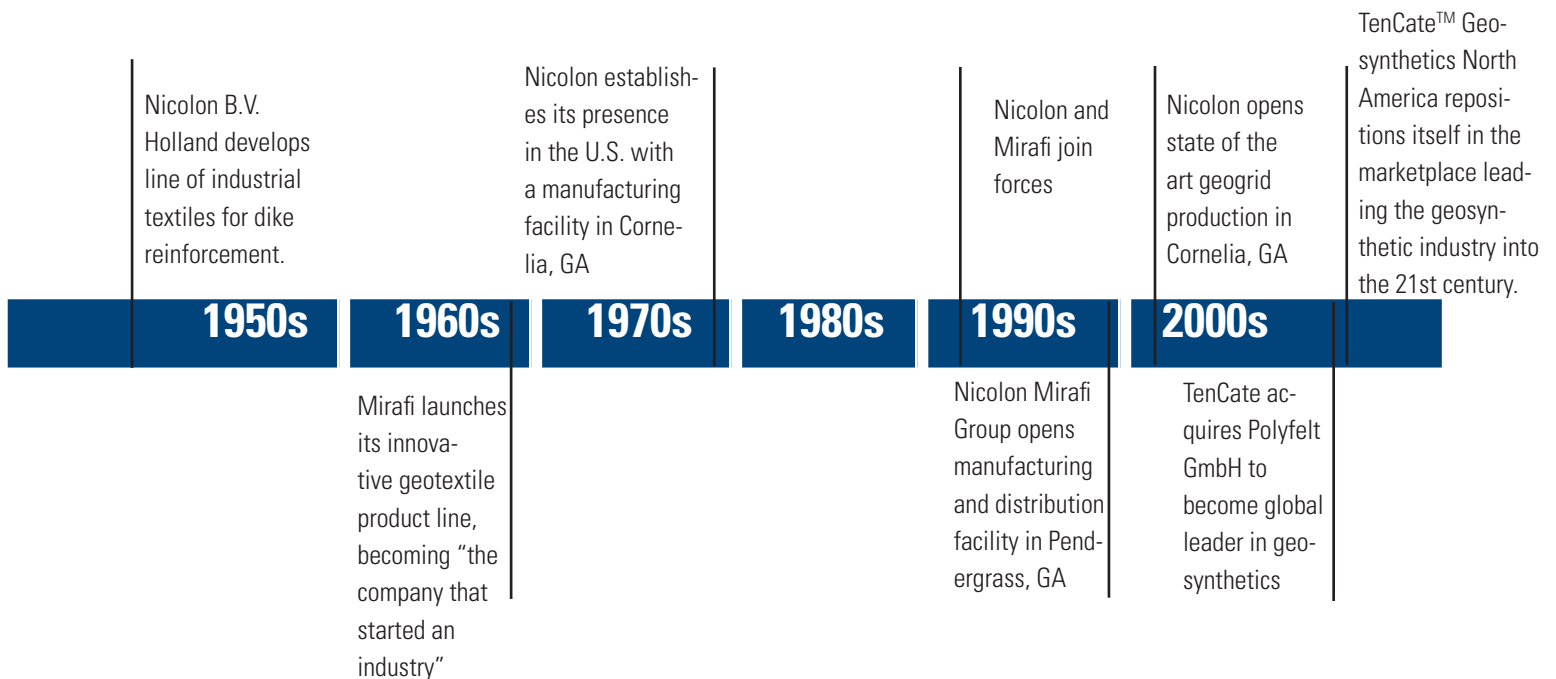 Nicolon B.V.
Holland develops
line of industrial
textiles for dike
reinforcement.
Nicolon establish-
es its presence
in the U.S. with
a manufacturing
facility in Corne-
lia, GA
Nicolon and
Mirafi join
forces
Nicolon opens
state of the
art geogrid
production in
Cornelia, GA
TenCate™ Geo-
synthetics North
America reposi-
tions itself in the
marketplace lead-
ing the geosyn-
thetic industry into
the 21st century.
1950s 1960s 1970s 1980s 1990s 2000s
Mirafi launches
its innova-
tive geotextile
product line,
becoming “the
company that
started an
industry”
Nicolon Mirafi
Group opens
manufacturing
and distribution
facility in Pend-
ergrass, GA
TenCate ac-
quires Polyfelt
GmbH to
become global
leader in geo-
synthetics